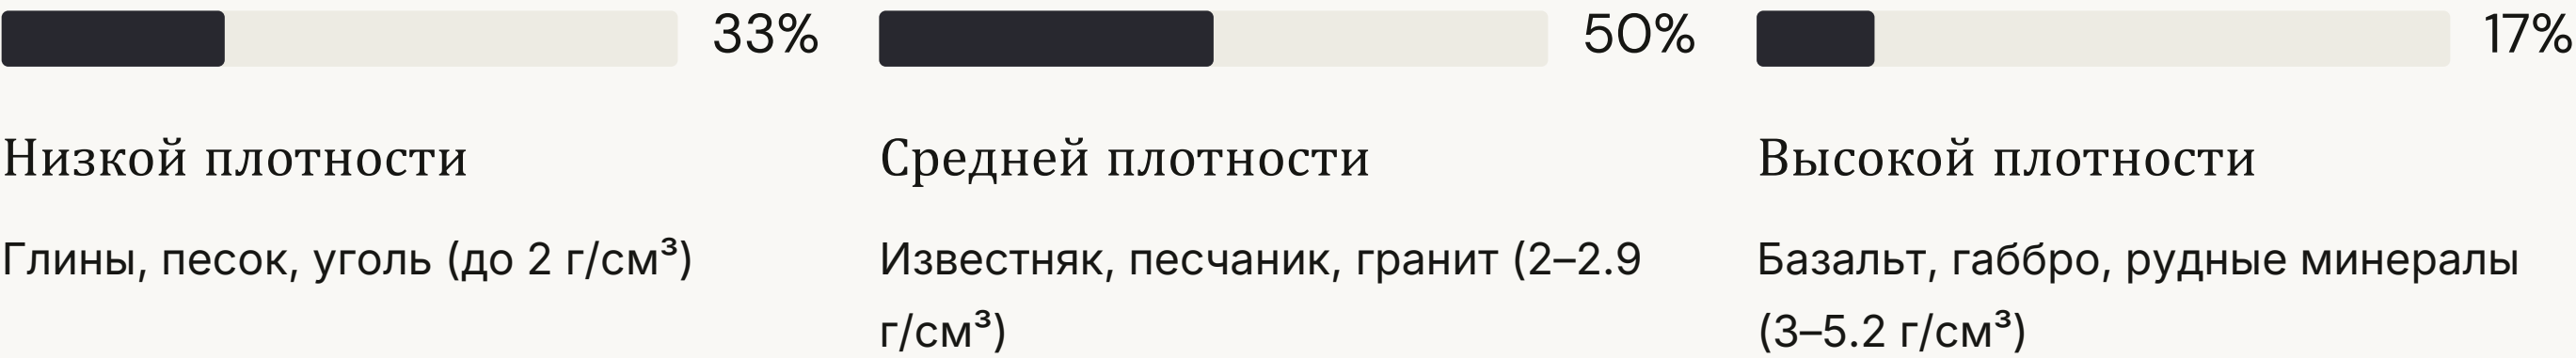 33%
Низкой плотности
Глины, песок, уголь (до 2 г/см³)
50%
Средней плотности
Известняк, песчаник, гранит (2–2.9
г/см³)
17%
Высокой плотности
Базальт, габбро, рудные минералы
(3–5.2 г/см³)